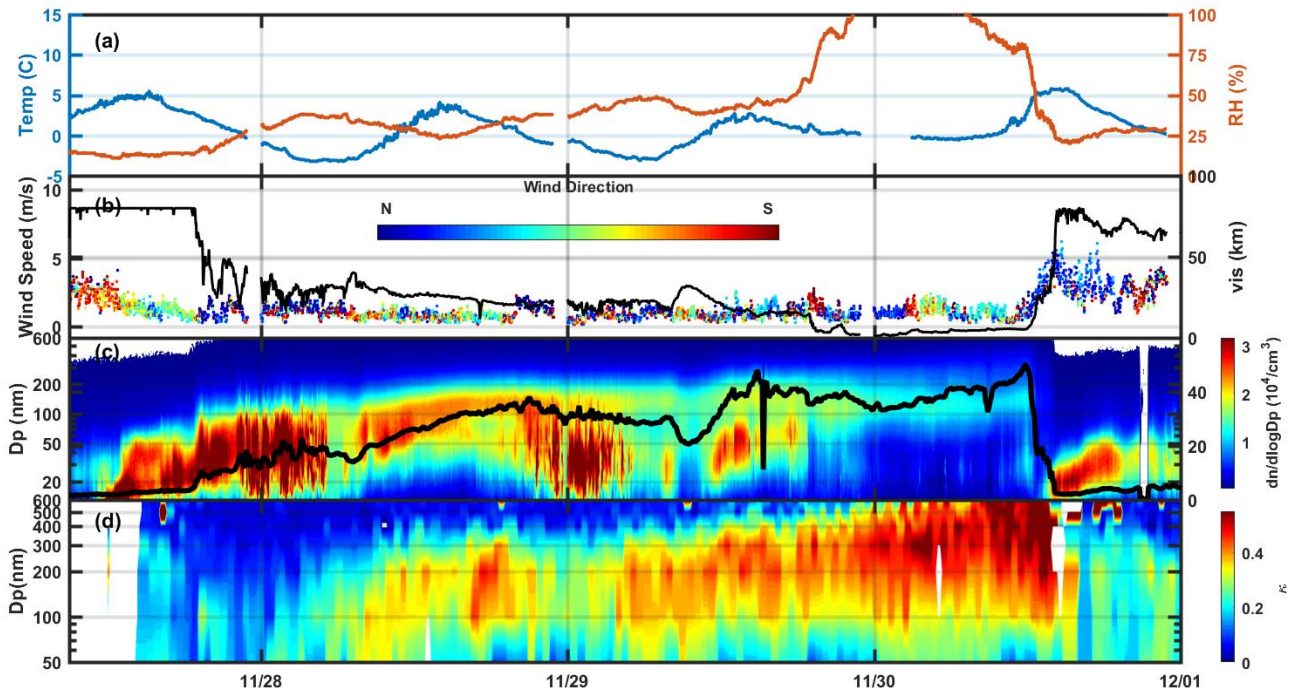 15 100
(a)
10 75
Temp (C) 5 50 RH (%)
0 25
-5 100
Wind Direction
10 (b) N S
Wind Speed (m/s) 5 50 vis (km)
0
600 0
(c)
200 40
Dp (nm) 100
50 20
20
600 0
3
2
1
dn/dlogDp (10⁴/cm³)
500 (d)
400
300
Dp(nm) 200
100
50
0.4
0.2
0
κ
11/28 11/29 11/30 12/01